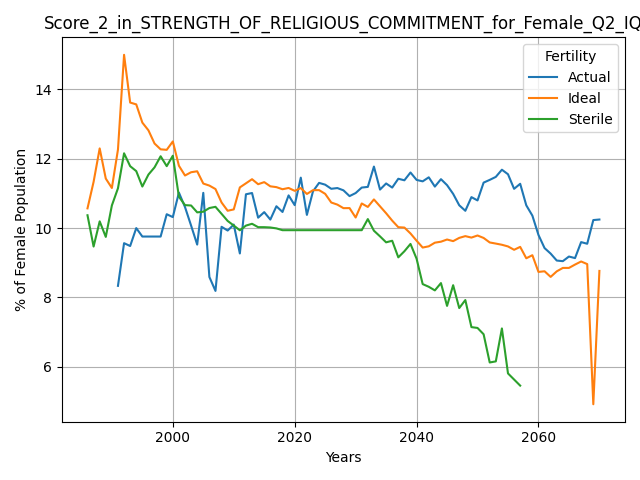 Score_2_in_STRENGTH_OF_RELIGIOUS_COMMITMENT_for_Female_Q2_IQ
Fertility
Actual
Ideal
Sterile
% of Female Population
14
12
10
8
6
2000 2020 2040 2060
Years